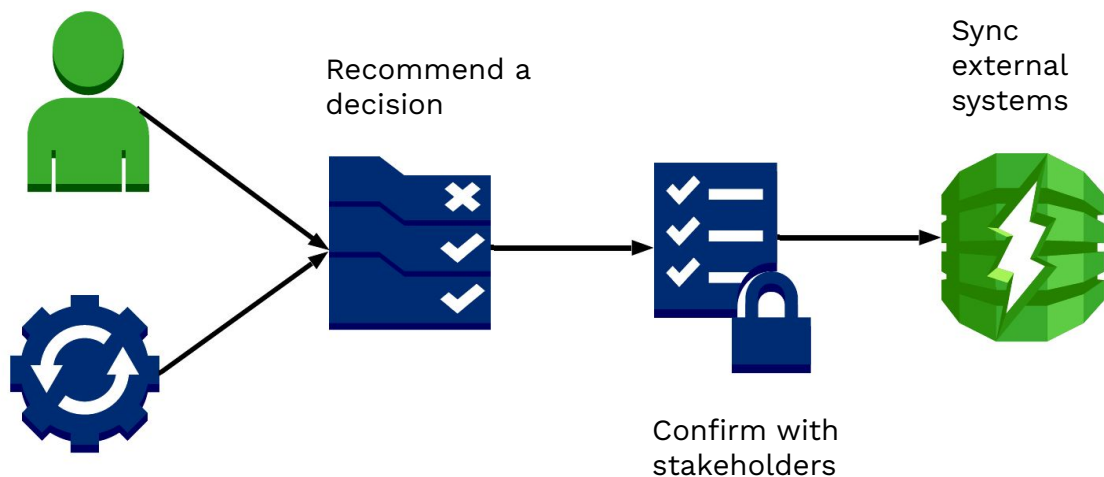 Recommend a
decision
Confirm with
stakeholders
Sync
external
systems